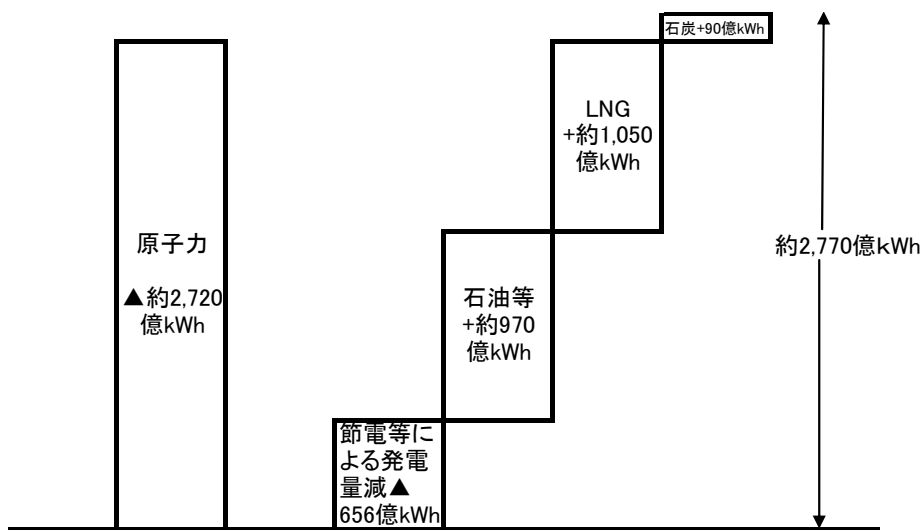 石炭+90億kWh
LNG
+約1,050
億kWh
原子力
▲約2,720
億kWh
石油等
+約970
億kWh
約2,770億kWh
節電等に
よる発電
量減▲
656億kWh